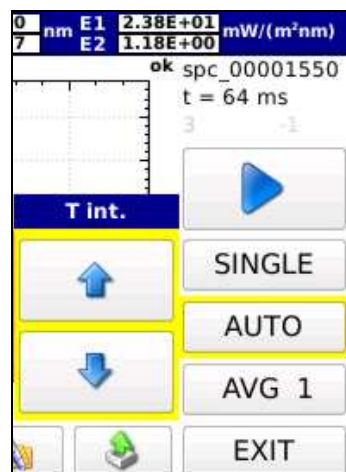 0 nm E1 2.38E+01 mW/(m²nm)
7 E2 1.18E+00
ok spc_00001550
t = 64 ms
3 -1
T int.
SINGLE
AUTO
AVG 1
EXIT